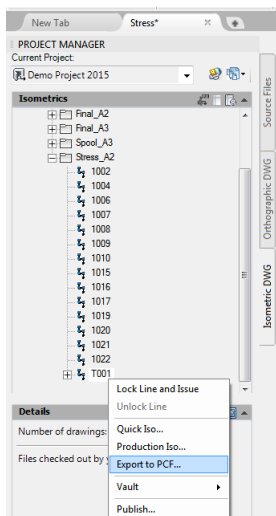 New Tab
Stress*
PROJECT MANAGER
Current Project:
Demo Project 2015
Source Files
Isometrics
Final_A2
Final_A3
Spool_A3
Stress_A2
Orthographic DWG
1002
1004
1006
1007
1008
1009
1010
1015
Isometric DWG
1016
1017
1019
1020
1021
1022
T001
Lock Line and Issue
Details
Unlock Line
Number of drawings:
Quick Iso...
Production Iso...
Files checked out by
Export to PCF...
Vault
Publish...